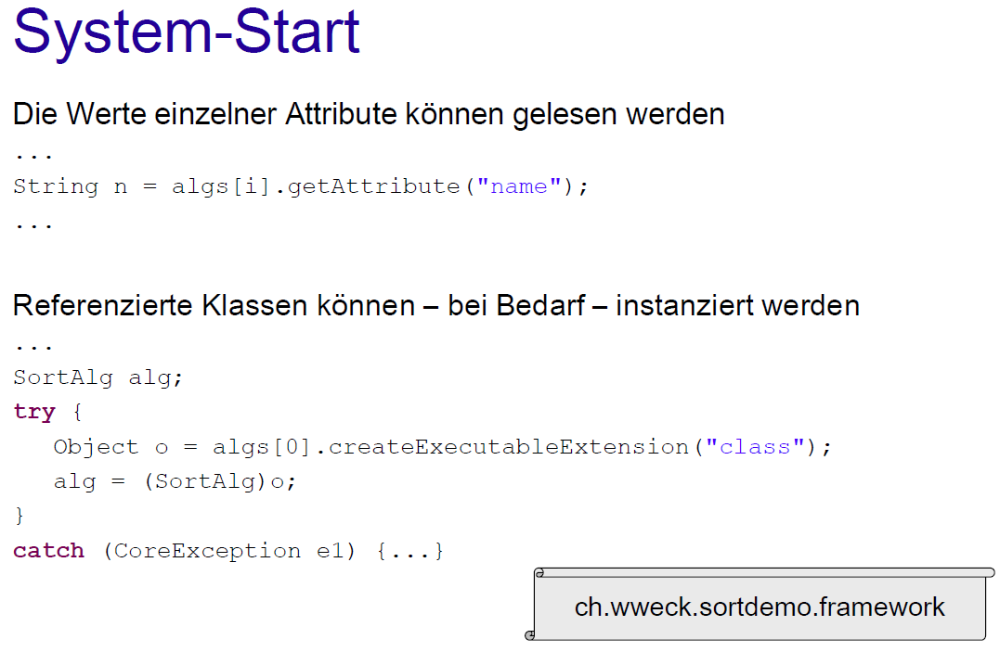 System-Start
Die Werte einzelner Attribute können gelesen werden
...
String n = algs[i].getAttribute("name");
...
Referenzierte Klassen können – bei Bedarf – instanziert werden
...
SortAlg alg;
try {
Object o = algs[0].createExecutableExtension("class");
alg = (SortAlg)o;
}
catch (CoreException e1) {...}
ch.wweck.sortdemo.framework